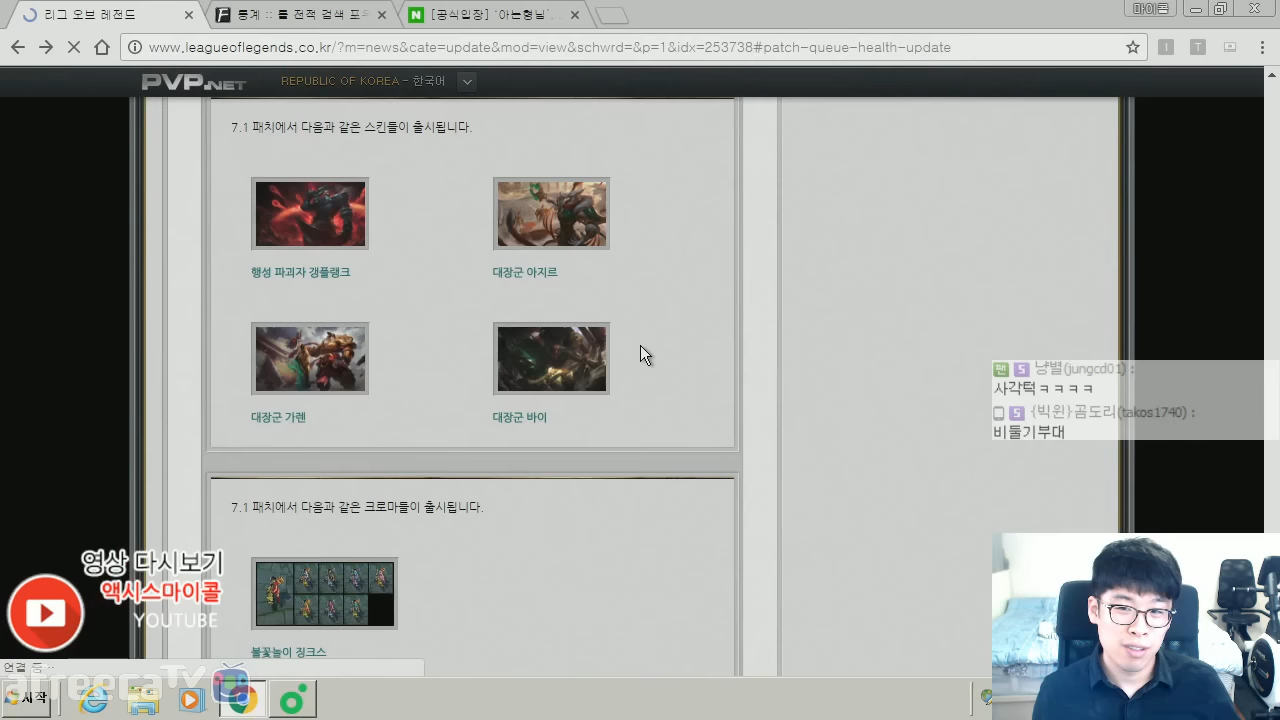 리그 오브 레전드
통계 :: 롤 전적 검색 포
[공식입장] '아는형님'
마이콜
www.leagueoflegends.co.kr/?m=news&cate=update&mod=view&schwrd=&p=1&idx=253738#patch-queue-health-update
PVP.NET
REPUBLIC OF KOREA - 한국어
7.1 패치에서 다음과 같은 스킨들이 출시됩니다.
행성 파괴자 갱플랭크
대장군 아지르
대장군 가렌
대장군 바이
팬 S 냥별(jungcd01) :
사각턱ㅋㅋㅋㅋ
S {빅윈}곰도리(takos1740) :
비둘기부대
7.1 패치에서 다음과 같은 크로마들이 출시됩니다.
불꽃놀이 징크스
영상 다시보기
액시스마이콜
YOUTUBE
afreecaTV
시작